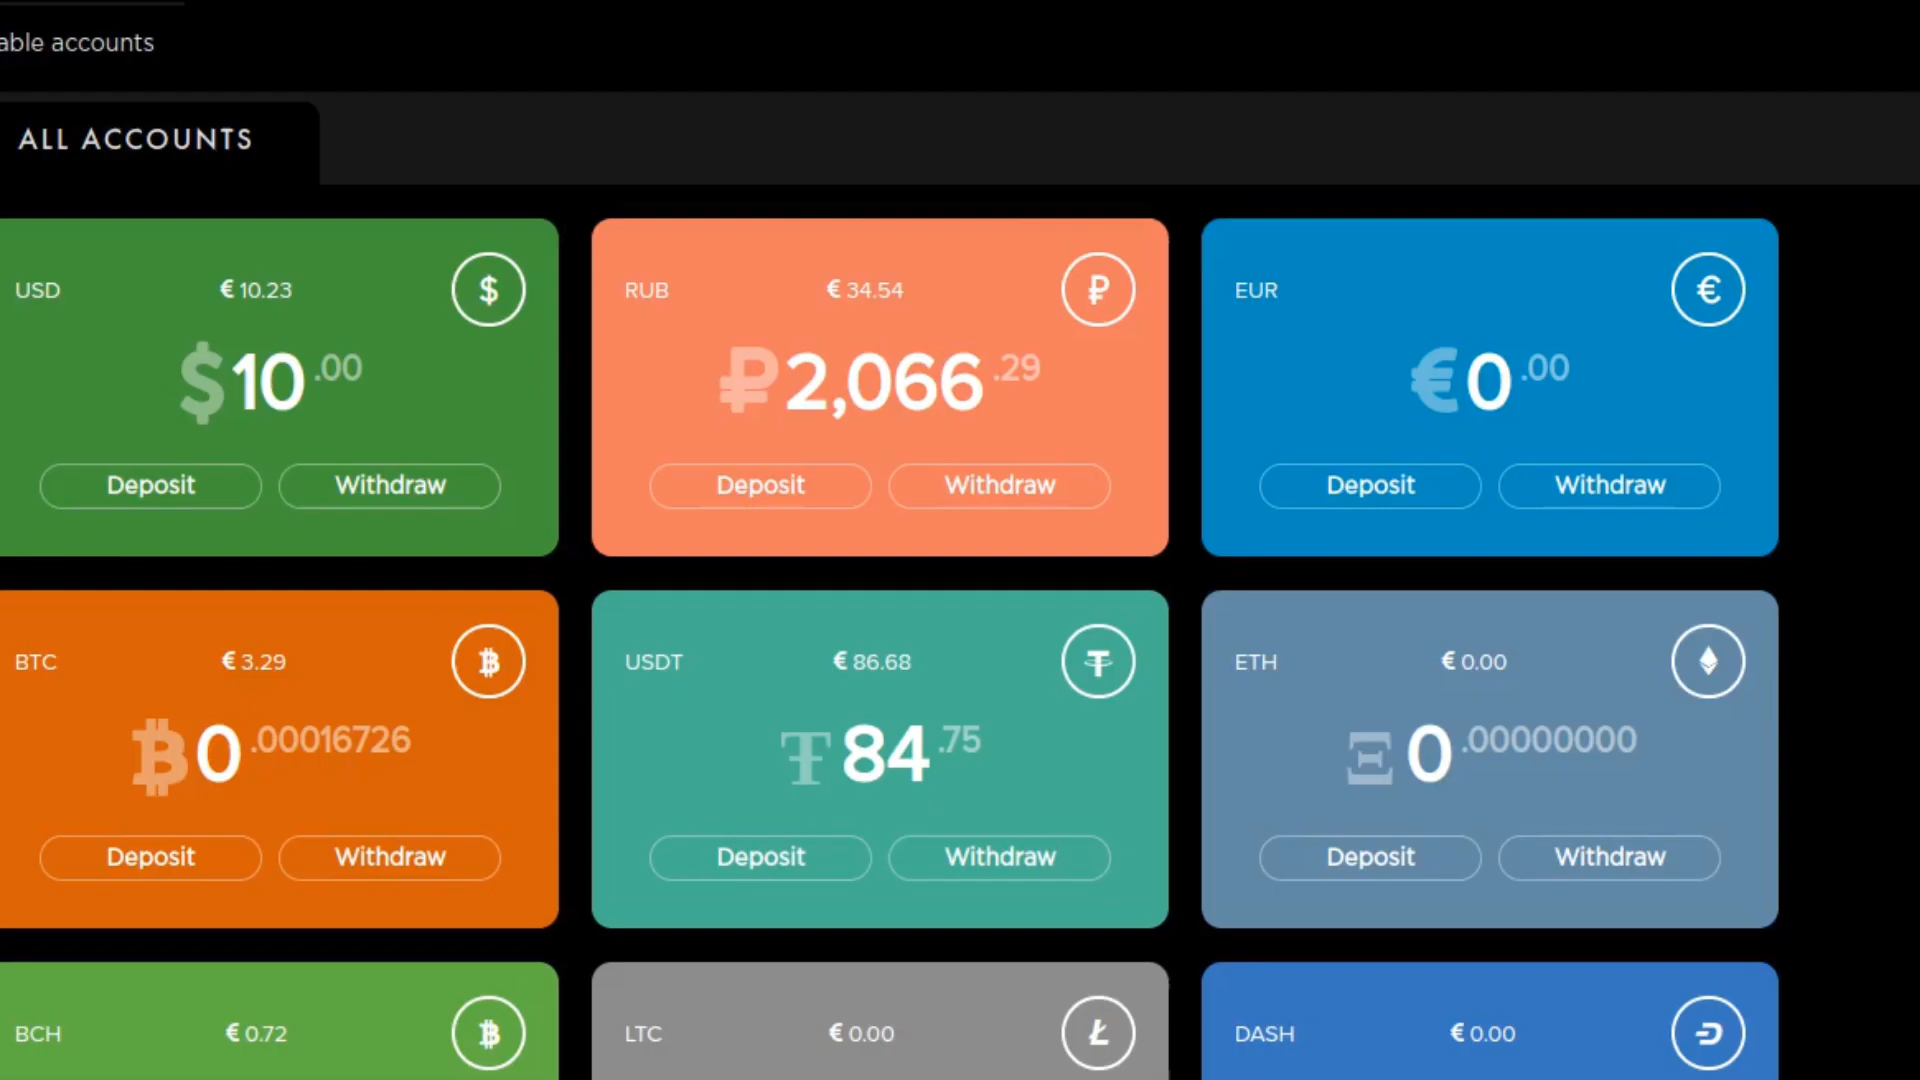 able accounts
ALL ACCOUNTS
USD € 10.23 $
$10.00
Deposit Withdraw
RUB € 34.54 ₽
₽2,066.29
Deposit Withdraw
EUR €
€0.00
Deposit Withdraw
BTC € 3.29 ₿
₿0.00016726
Deposit Withdraw
USDT € 86.68 ₮
₮84.75
Deposit Withdraw
ETH € 0.00
Ξ0.00000000
Deposit Withdraw
BCH € 0.72 ₿
LTC € 0.00 Ł
DASH € 0.00